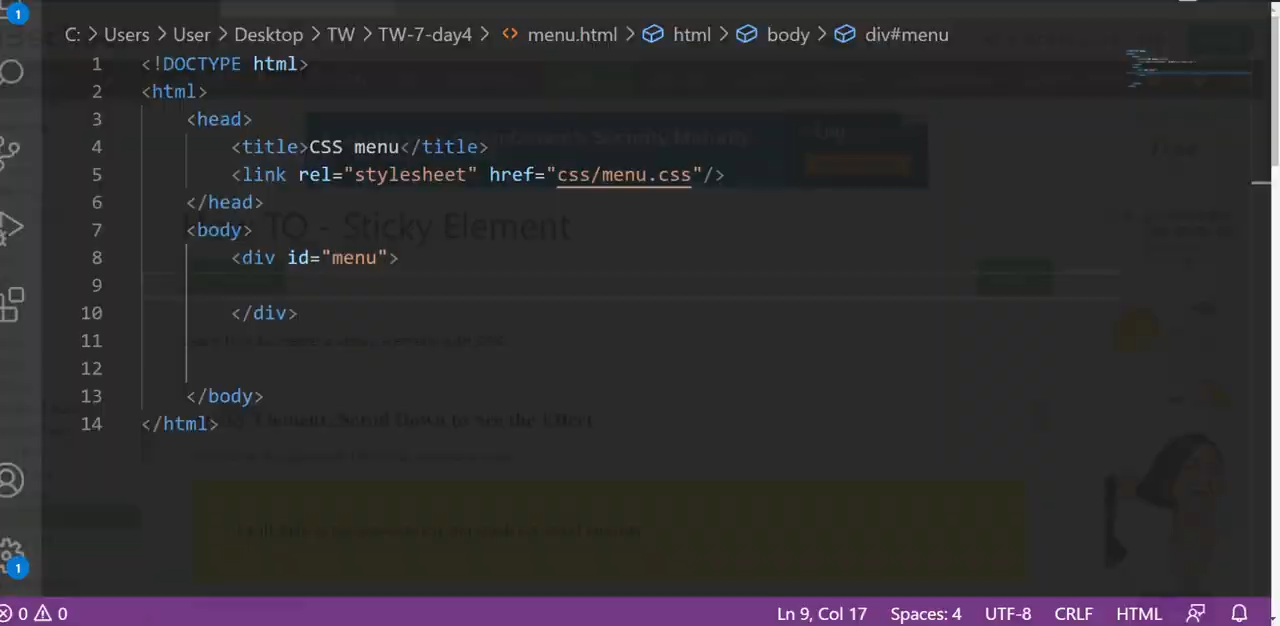 1
C: > Users > User > Desktop > TW > TW-7-day4 > <> menu.html > html > body > div#menu
1 <!DOCTYPE html>
2 <html>
3 <head>
4 <title>CSS menu</title>
5 <link rel="stylesheet" href="css/menu.css"/>
6 </head>
7 <body>
8 <div id="menu">
9
10 </div>
11
12
13 </body>
14 </html>
How TO - Sticky Element
1
0 0 Ln 9, Col 17 Spaces: 4 UTF-8 CRLF HTML